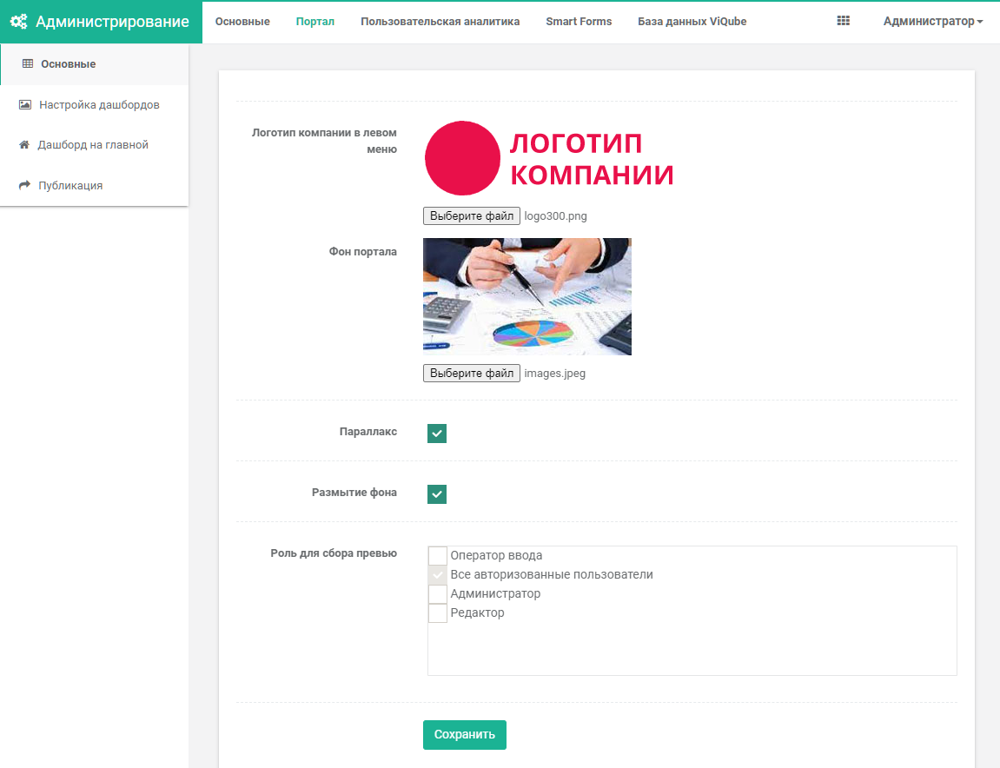 Администрирование
Основные
Портал
Пользовательская аналитика
Smart Forms
База данных ViQube
Администратор
Основные
Настройка дашбордов
Дашборд на главной
Публикация
Логотип компании в левом
меню
ЛОГОТИП
КОМПАНИИ
Выберите файл logo300.png
Фон портала
Выберите файл images.jpeg
Параллакс
Размытие фона
Роль для сбора превью
Оператор ввода
Все авторизованные пользователи
Администратор
Редактор
Сохранить